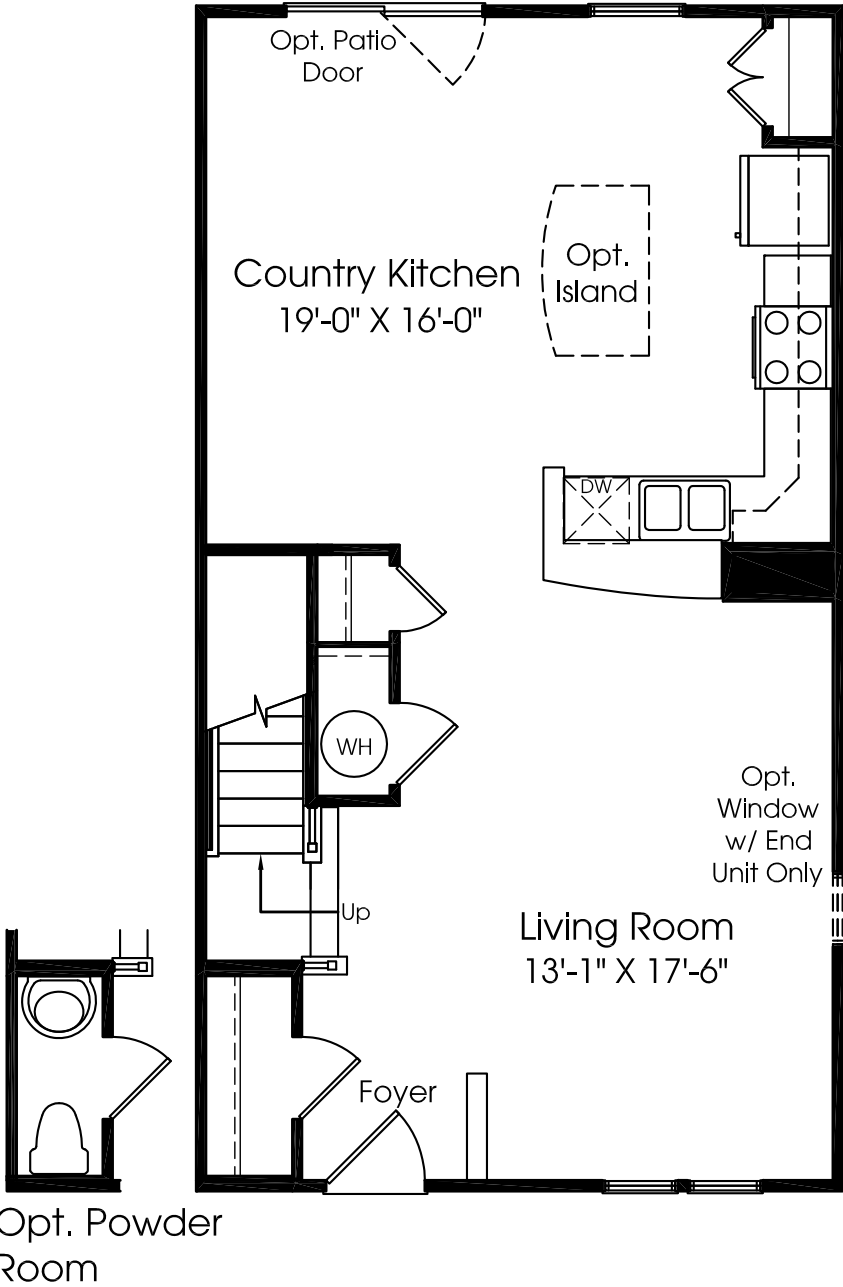 Opt. Patio
Door
Country Kitchen
19'-0" X 16'-0"
Opt.
Island
DW
WH
Opt.
Window
w/ End
Unit Only
Up
Living Room
13'-1" X 17'-6"
Foyer
Opt. Powder
Room